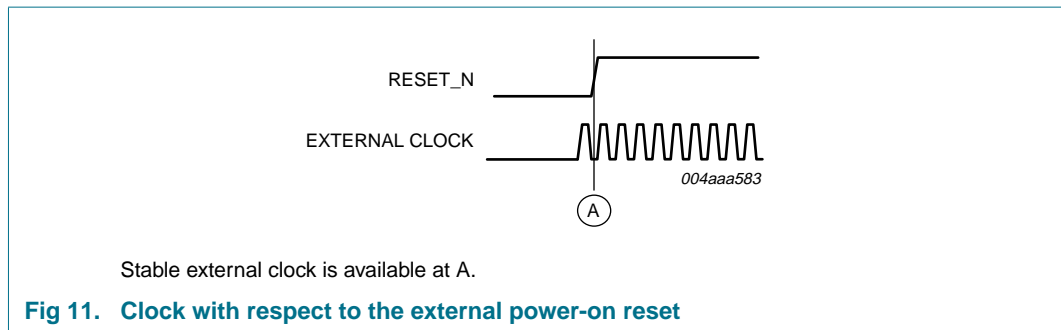 RESET_N
EXTERNAL CLOCK
004aaa583
A
Stable external clock is available at A.
Fig 11. Clock with respect to the external power-on reset